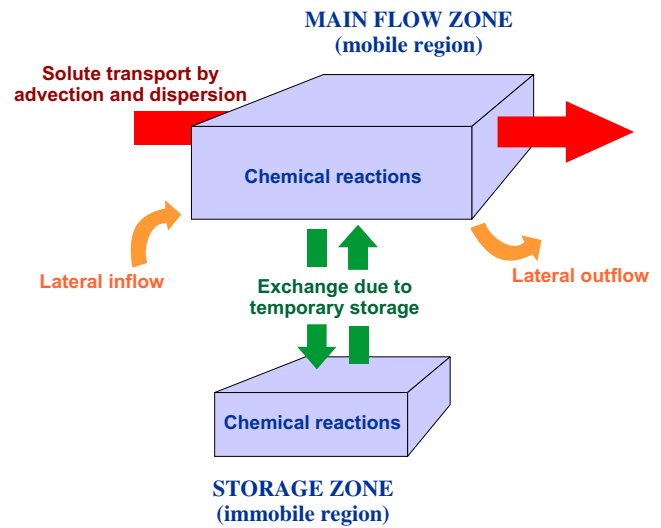 MAIN FLOW ZONE
(mobile region)
Solute transport by
advection and dispersion
Chemical reactions
Lateral inflow
Lateral outflow
Exchange due to
temporary storage
Chemical reactions
STORAGE ZONE
(immobile region)